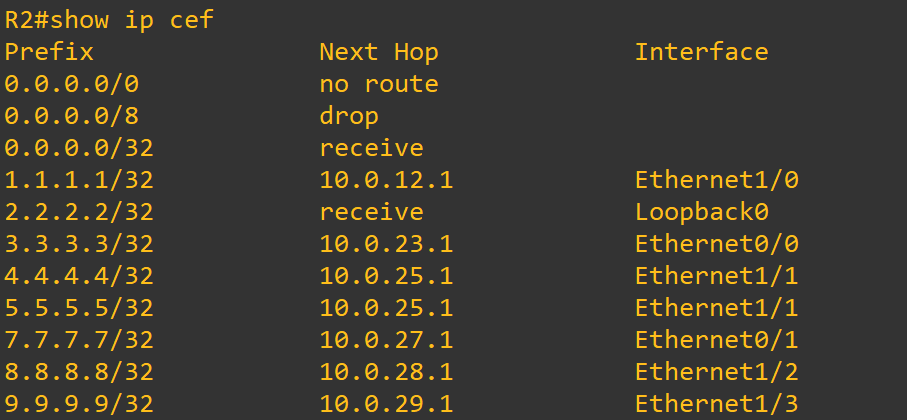 R2#show ip cef
Prefix Next Hop Interface
0.0.0.0/0 no route
0.0.0.0/8 drop
0.0.0.0/32 receive
1.1.1.1/32 10.0.12.1 Ethernet1/0
2.2.2.2/32 receive Loopback0
3.3.3.3/32 10.0.23.1 Ethernet0/0
4.4.4.4/32 10.0.25.1 Ethernet1/1
5.5.5.5/32 10.0.25.1 Ethernet1/1
7.7.7.7/32 10.0.27.1 Ethernet0/1
8.8.8.8/32 10.0.28.1 Ethernet1/2
9.9.9.9/32 10.0.29.1 Ethernet1/3